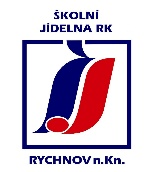 ŠKOLNÍ
JÍDELNA RK
RYCHNOV n.Kn.